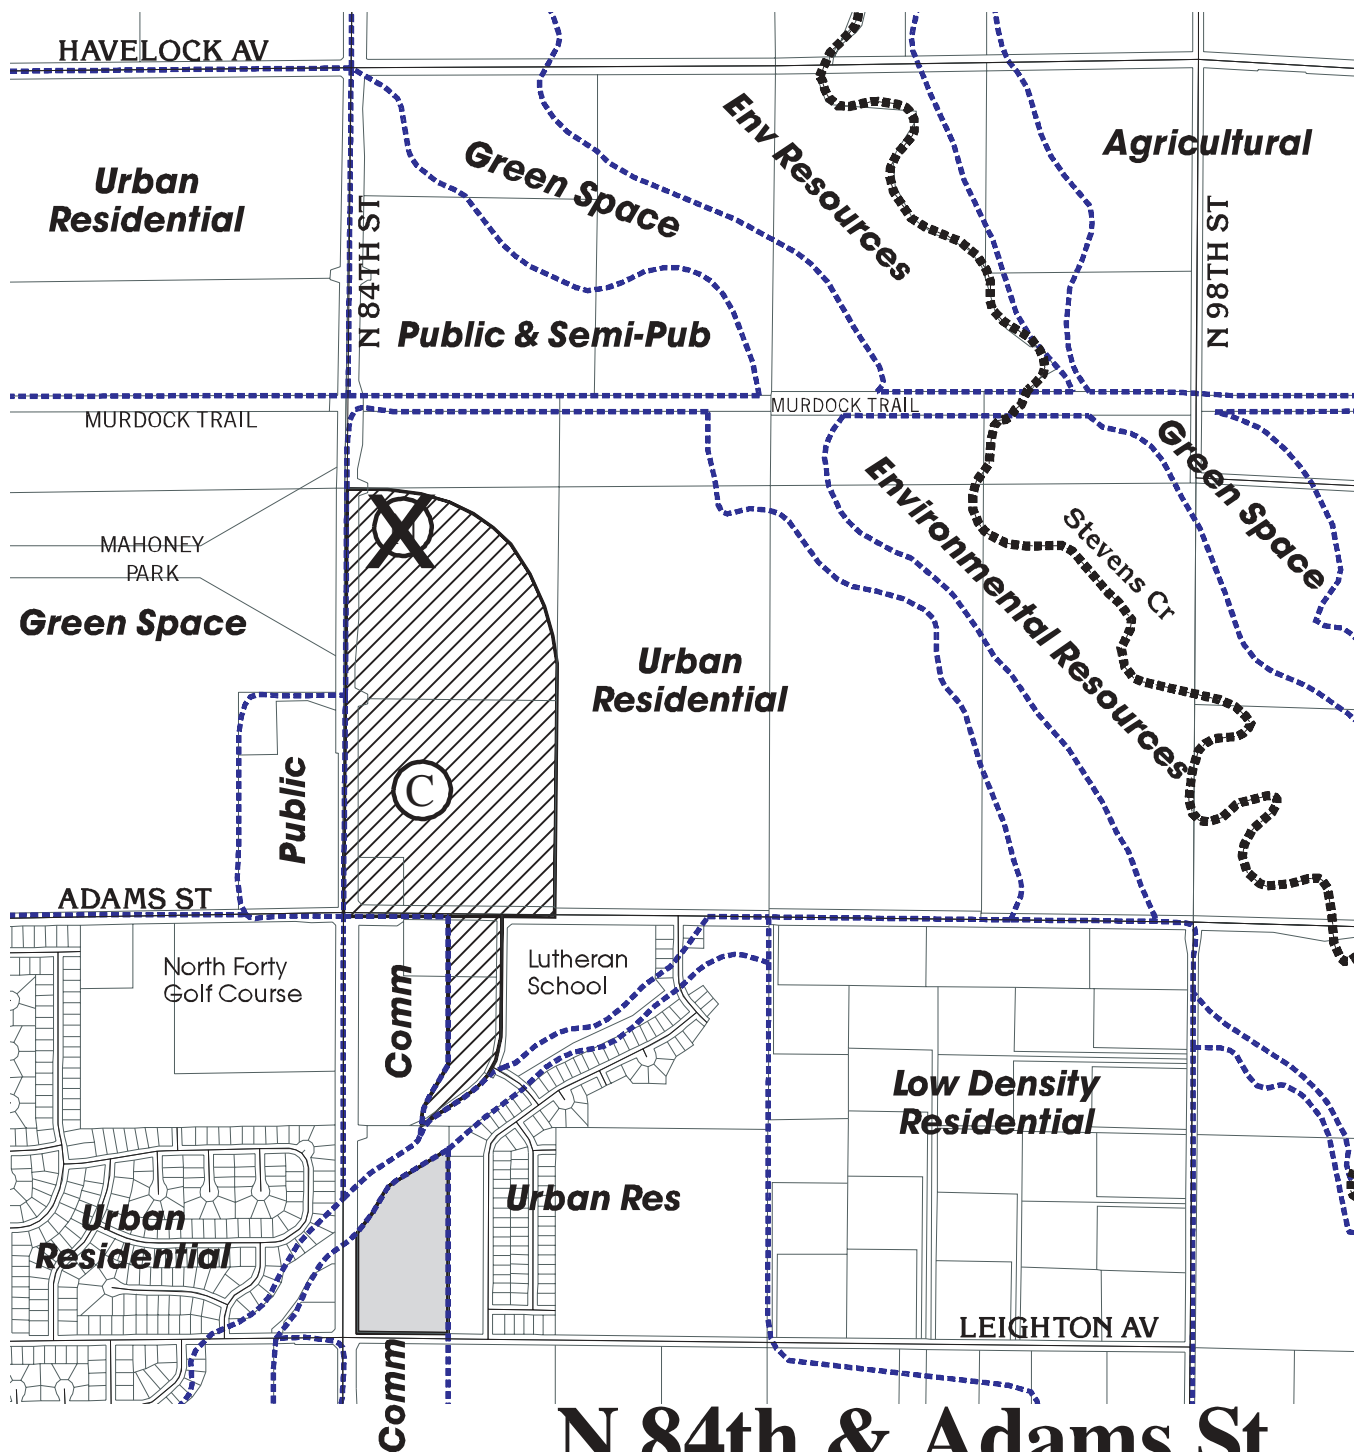 HAVELOCK AV
Urban
Residential
N 84TH ST
Green Space
Env Resources
Agricultural
N 98TH ST
Public & Semi-Pub
MURDOCK TRAIL
MURDOCK TRAIL
Green Space
Environmental Resources
Stevens Cr
X
MAHONEY
PARK
Green Space
Urban
Residential
Public
C
ADAMS ST
North Forty
Golf Course
Comm
Lutheran
School
Low Density
Residential
Urban
Residential
Urban Res
LEIGHTON AV
Comm
N 84th & Adams St